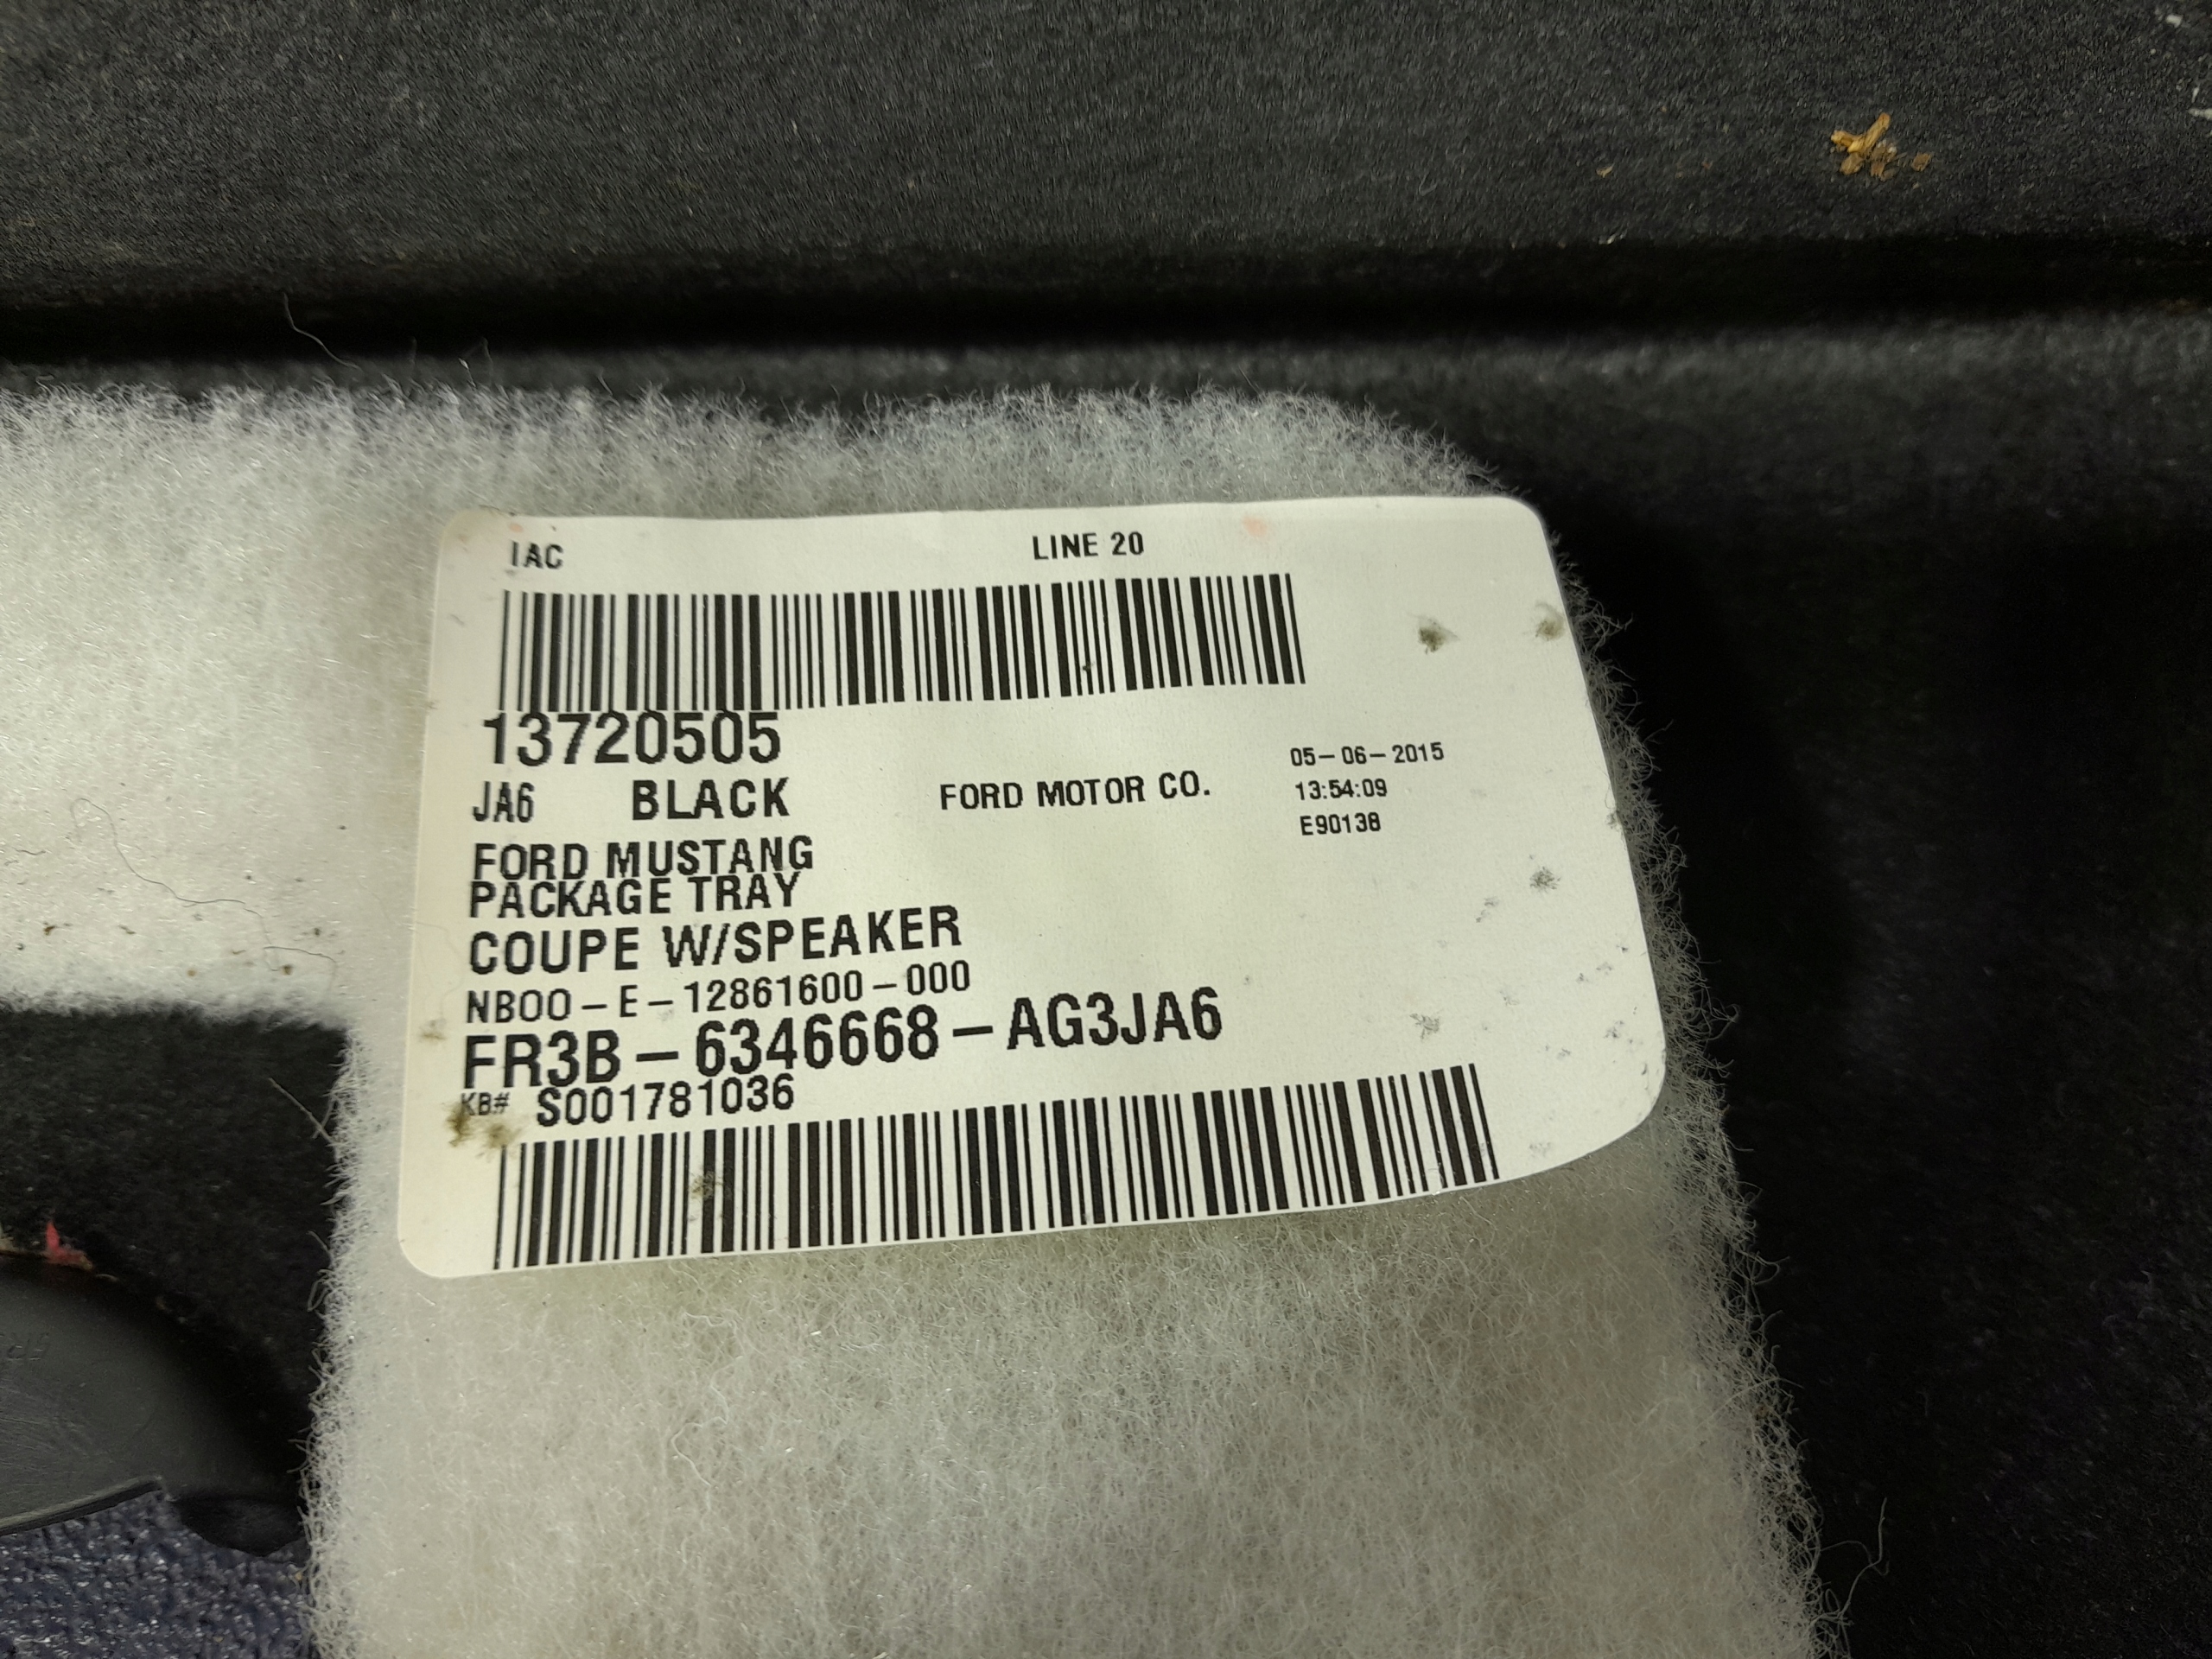 IAC LINE 20
13720505
JA6 BLACK FORD MOTOR CO.
05-06-2015
13:54:09
E90138
FORD MUSTANG
PACKAGE TRAY
COUPE W/SPEAKER
NB00-E-12861600-000
FR3B-6346668-AG3JA6
KB# S001781036